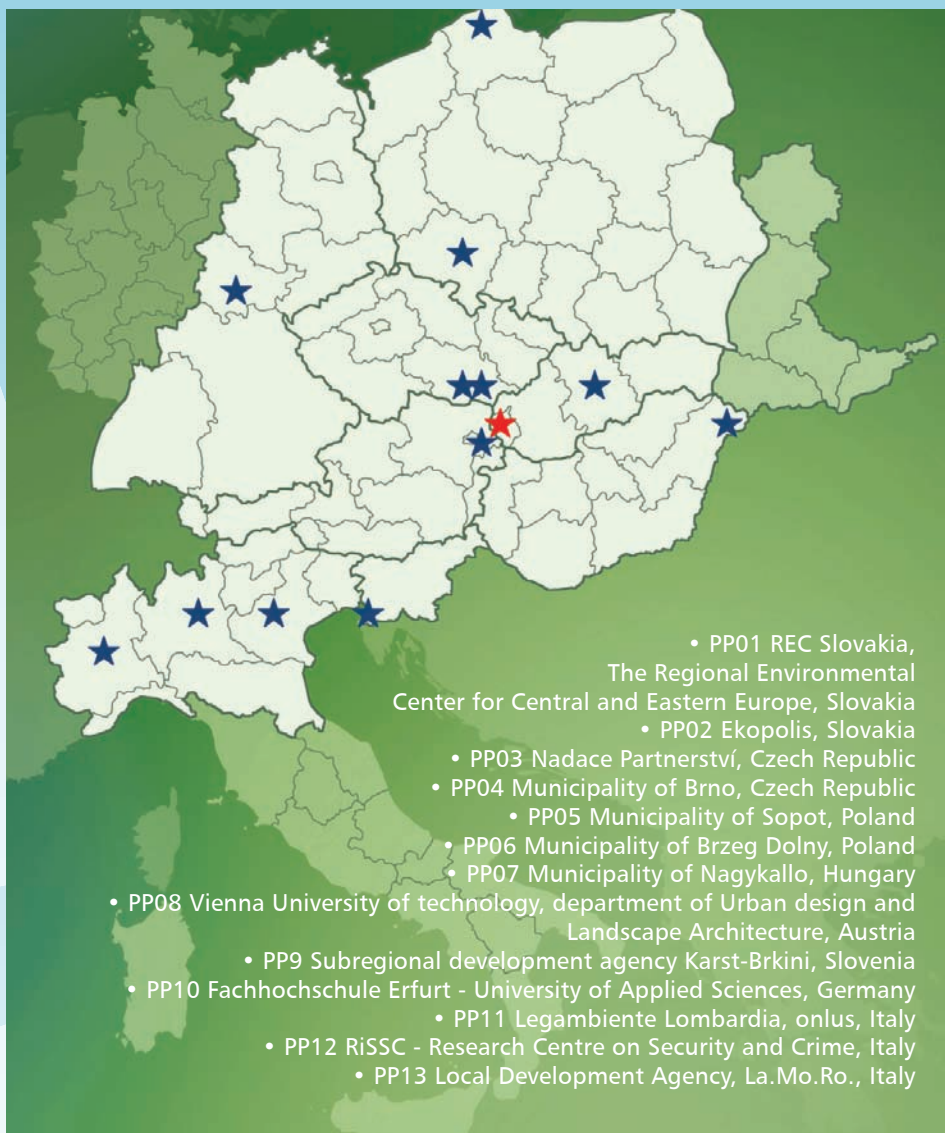 • PP01 REC Slovakia,
The Regional Environmental
Center for Central and Eastern Europe, Slovakia
• PP02 Ekopolis, Slovakia
• PP03 Nadace Partnerství, Czech Republic
• PP04 Municipality of Brno, Czech Republic
• PP05 Municipality of Sopot, Poland
• PP06 Municipality of Brzeg Dolny, Poland
• PP07 Municipality of Nagykallo, Hungary
• PP08 Vienna University of technology, department of Urban design and
Landscape Architecture, Austria
• PP9 Subregional development agency Karst-Brkini, Slovenia
• PP10 Fachhochschule Erfurt - University of Applied Sciences, Germany
• PP11 Legambiente Lombardia, onlus, Italy
• PP12 RiSSC - Research Centre on Security and Crime, Italy
• PP13 Local Development Agency, La.Mo.Ro., Italy